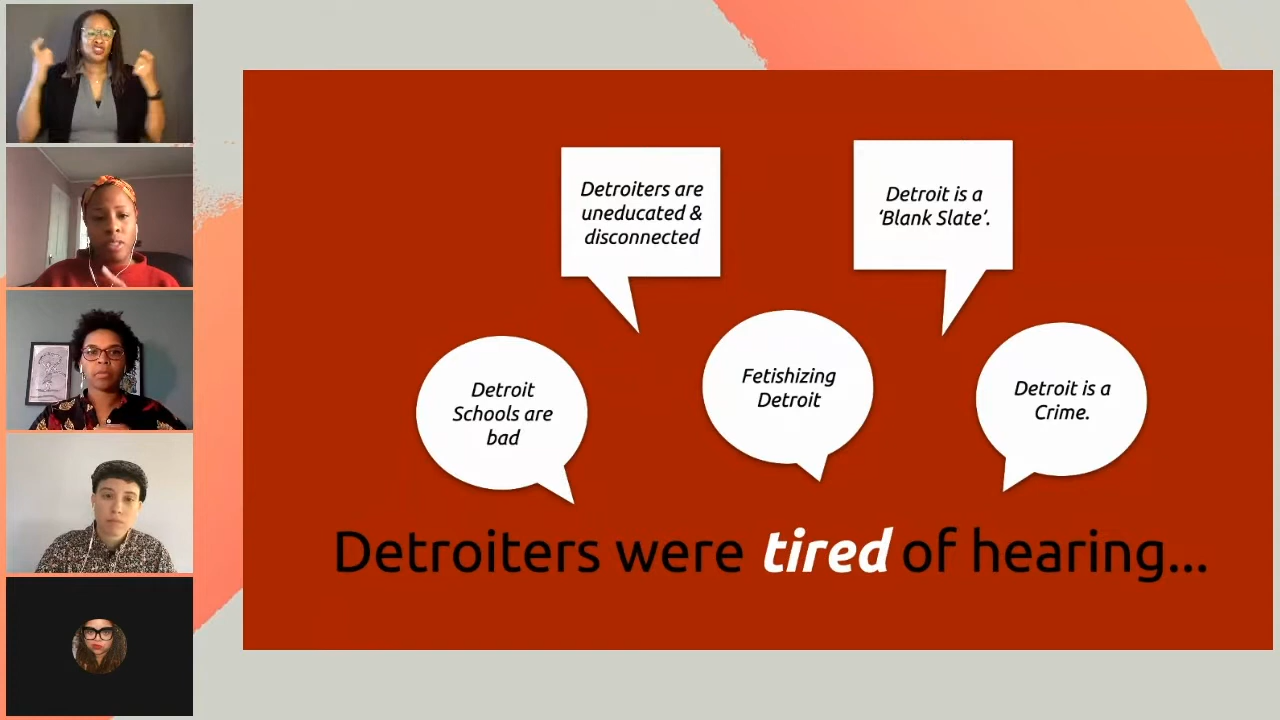 Detroiters are
uneducated &
disconnected
Detroit is a
‘Blank Slate’.
Detroit
Schools are
bad
Fetishizing
Detroit
Detroit is a
Crime.
Detroiters were tired of hearing...